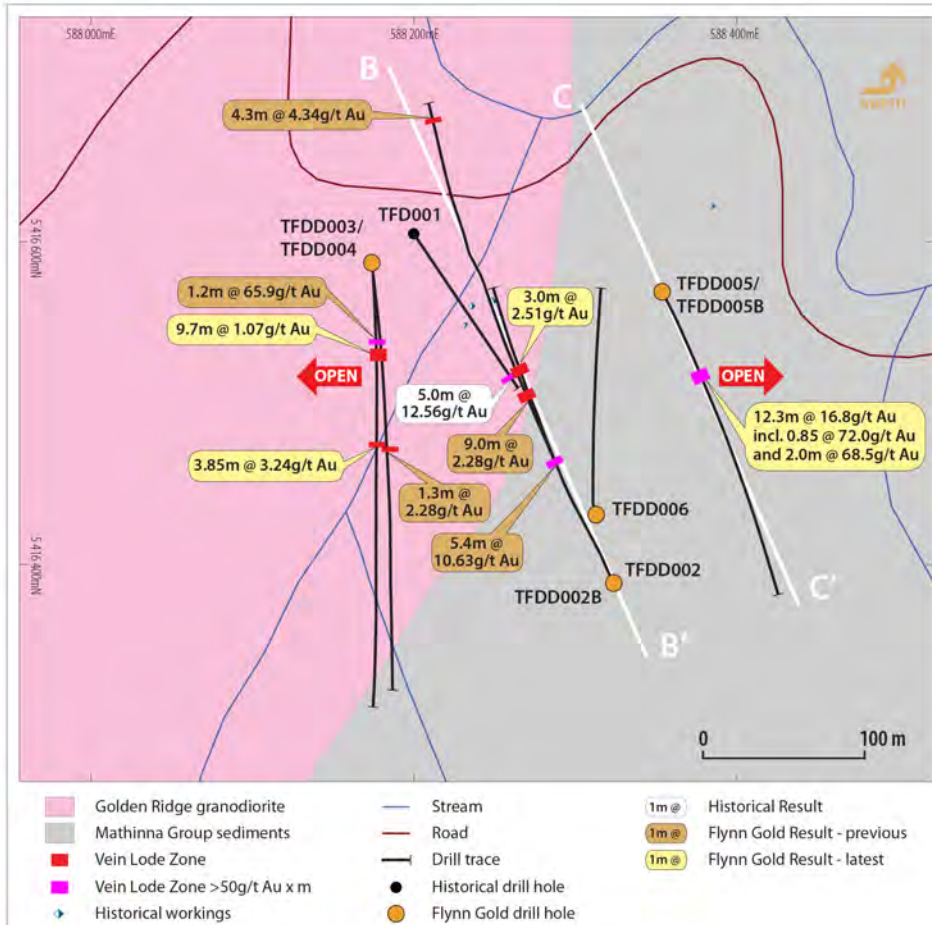 588 000mE
588 200mE
588 400mE
B
C
4.3m @ 4.34g/t Au
5 416 600mN
TFDD003/
TFDD004
TFD001
1.2m @ 65.9g/t Au
9.7m @ 1.07g/t Au
3.0m @
2.51g/t Au
TFDD005/
TFDD005B
OPEN
OPEN
5.0m @
12.56g/t Au
12.3m @ 16.8g/t Au
incl. 0.85 @ 72.0g/t Au
and 2.0m @ 68.5g/t Au
9.0m @
2.28g/t Au
3.85m @ 3.24g/t Au
1.3m @
2.28g/t Au
5.4m @
10.63g/t Au
TFDD006
5 416 400mN
TFDD002
TFDD002B
C'
B'
0
100 m
Golden Ridge granodiorite
Mathinna Group sediments
Vein Lode Zone
Vein Lode Zone >50g/t Au x m
Historical workings
Stream
Road
Drill trace
Historical drill hole
Flynn Gold drill hole
1m @ Historical Result
1m @ Flynn Gold Result - previous
1m @ Flynn Gold Result - latest